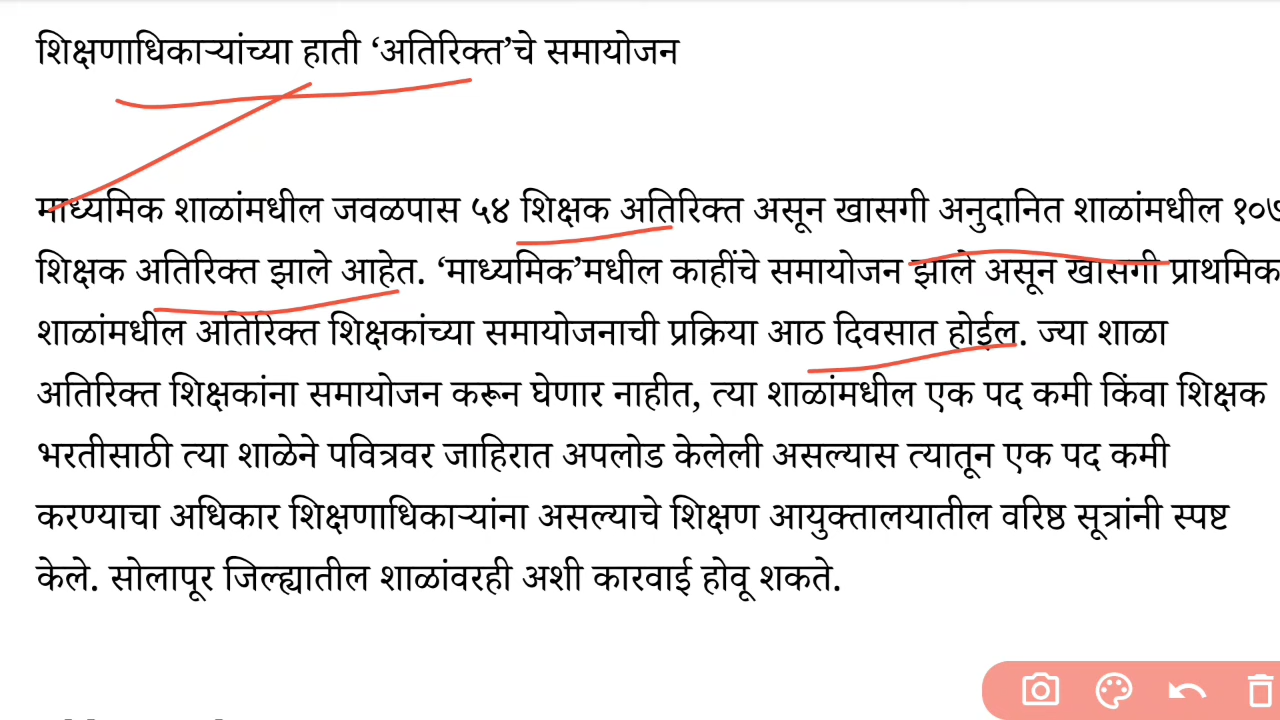 शिक्षणाधिकाऱ्यांच्या हाती ‘अतिरिक्त’चे समायोजन
माध्यमिक शाळांमधील जवळपास ५४ शिक्षक अतिरिक्त असून खासगी अनुदानित शाळांमधील
शिक्षक अतिरिक्त झाले आहेत. ‘माध्यमिक’मधील काहींचे समायोजन झाले असून खासगी प्राथमिक
शाळांमधील अतिरिक्त शिक्षकांच्या समायोजनाची प्रक्रिया आठ दिवसात होईल. ज्या शाळा
अतिरिक्त शिक्षकांना समायोजन करून घेणार नाहीत, त्या शाळांमधील एक पद कमी किंवा शिक्षक
भरतीसाठी त्या शाळेने पवित्रवर जाहिरात अपलोड केलेली असल्यास त्यातून एक पद कमी
करण्याचा अधिकार शिक्षणाधिकाऱ्यांना असल्याचे शिक्षण आयुक्तालयातील वरिष्ठ सूत्रांनी स्पष्ट
केले. सोलापूर जिल्ह्यातील शाळांवरही अशी कारवाई होवू शकते.